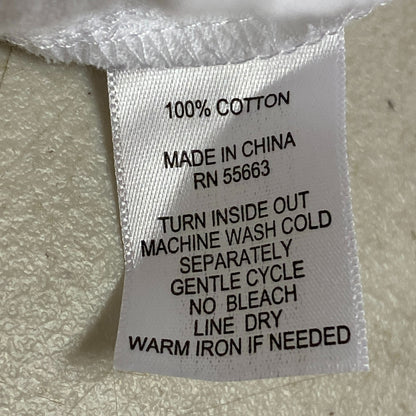 100% COTTON
MADE IN CHINA
RN 55663
TURN INSIDE OUT
MACHINE WASH COLD
SEPARATELY
GENTLE CYCLE
NO BLEACH
LINE DRY
WARM IRON IF NEEDED